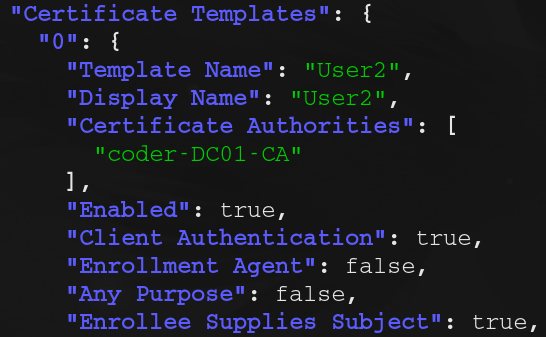 "Certificate Templates": {
"0": {
"Template Name": "User2",
"Display Name": "User2",
"Certificate Authorities": [
"coder-DC01-CA"
],
"Enabled": true,
"Client Authentication": true,
"Enrollment Agent": false,
"Any Purpose": false,
"Enrollee Supplies Subject": true,